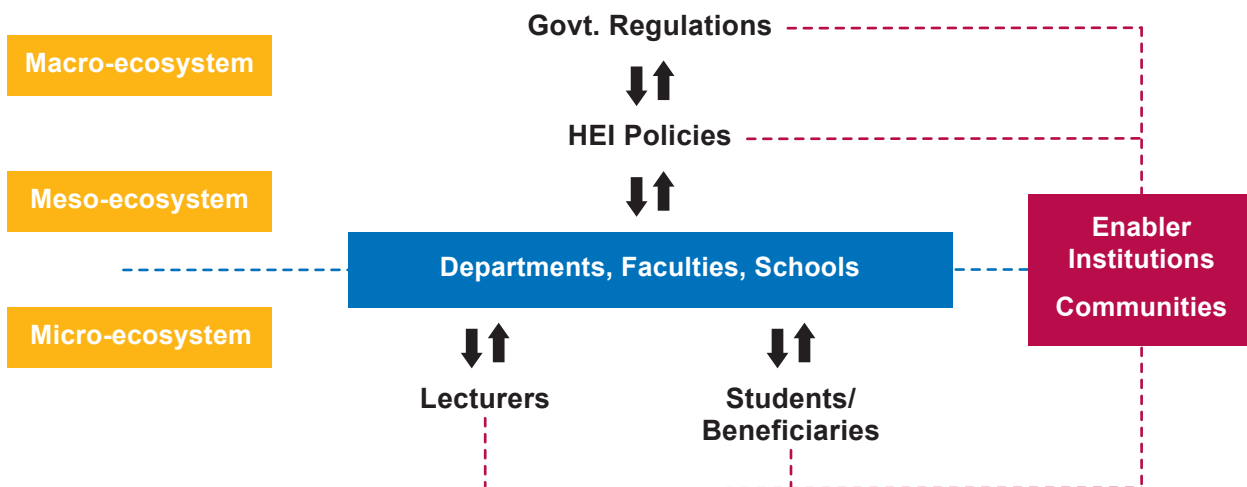 Govt. Regulations
Macro-ecosystem
HEI Policies
Meso-ecosystem
Enabler
Institutions
Communities
Departments, Faculties, Schools
Micro-ecosystem
Lecturers
Students/
Beneficiaries